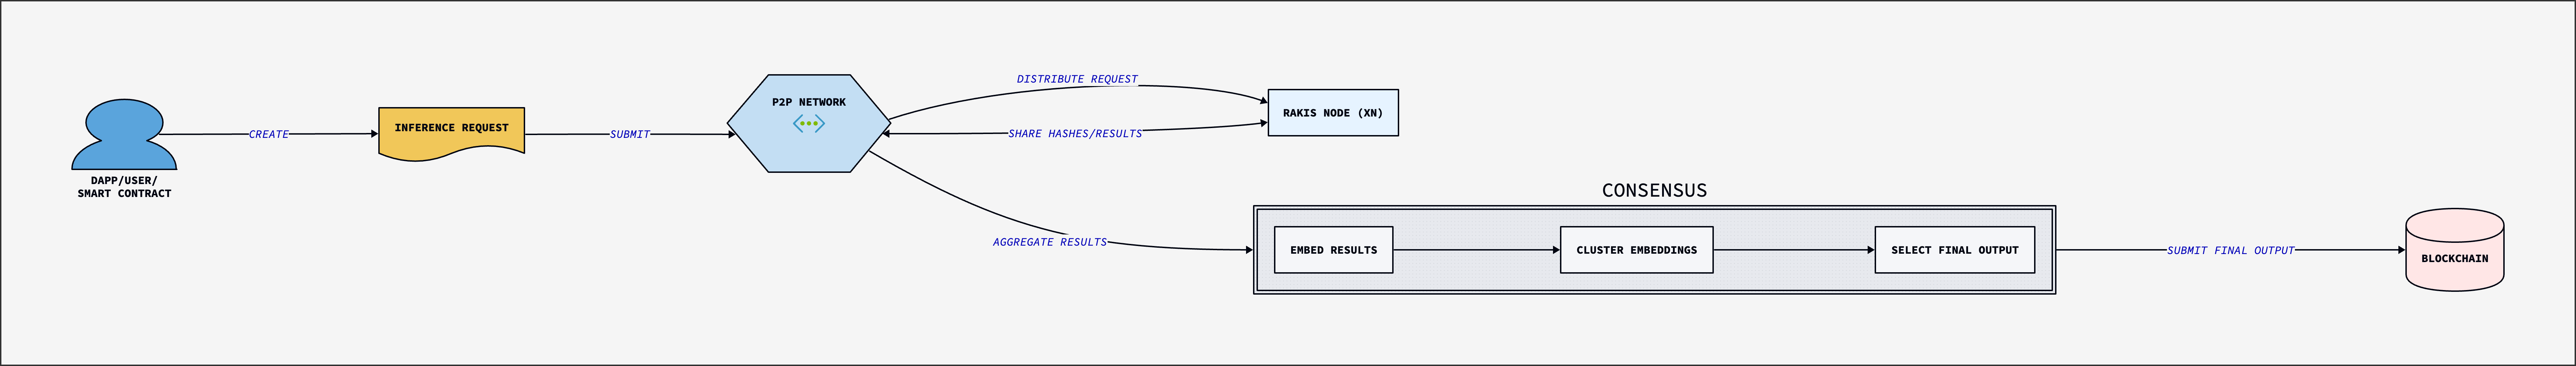 DAPP/USER/
SMART CONTRACT
CREATE
INFERENCE REQUEST
SUBMIT
P2P NETWORK
DISTRIBUTE REQUEST
SHARE HASHES/RESULTS
RAKIS NODE (XN)
AGGREGATE RESULTS
CONSENSUS
EMBED RESULTS
CLUSTER EMBEDDINGS
SELECT FINAL OUTPUT
SUBMIT FINAL OUTPUT
BLOCKCHAIN